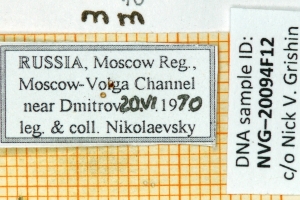 mm
RUSSIA, Moscow Reg.,
Moscow-Volga Channel
near Dmitrov 20.VI.1970
leg. & coll. Nikolaevsky
DNA sample ID:
NVG-20094F12
c/o Nick V. Grishin